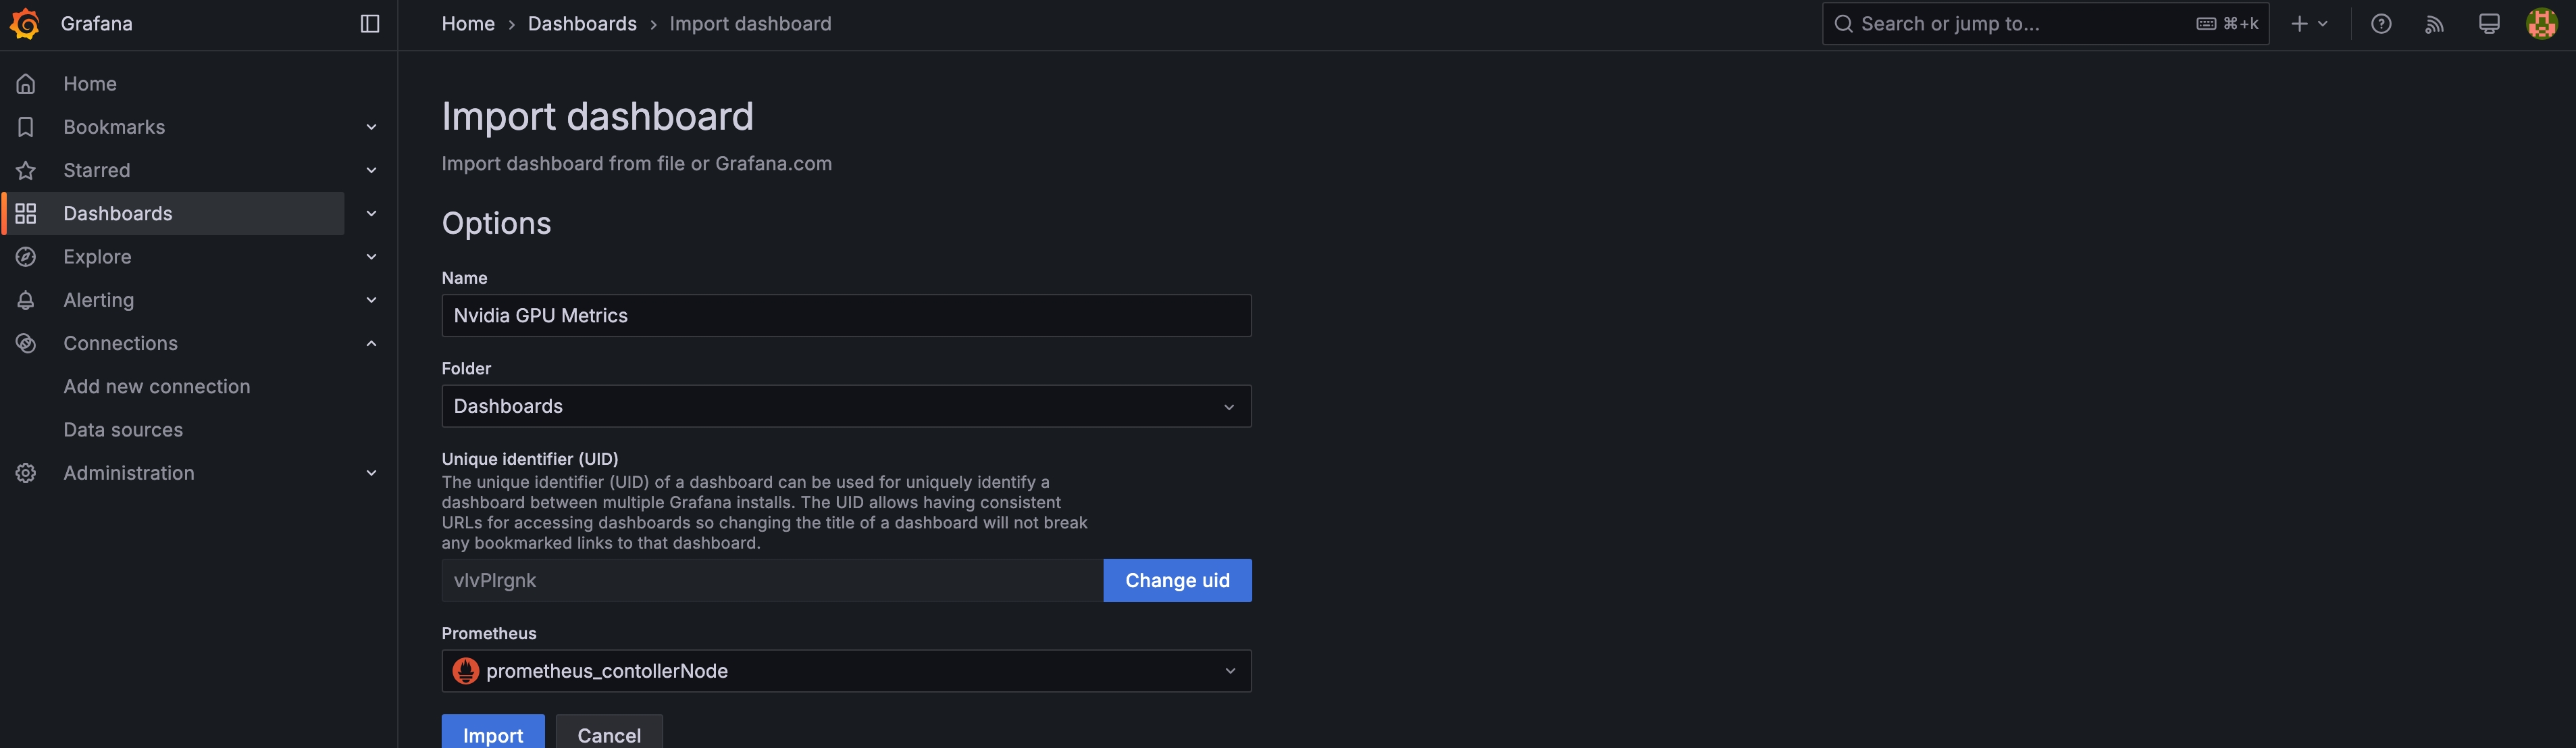 Grafana
Home > Dashboards > Import dashboard
Search or jump to...
⌘+k
Home
Bookmarks
Starred
Dashboards
Explore
Alerting
Connections
Add new connection
Data sources
Administration
Import dashboard
Import dashboard from file or Grafana.com
Options
Name
Nvidia GPU Metrics
Folder
Dashboards
Unique identifier (UID)
The unique identifier (UID) of a dashboard can be used for uniquely identify a
dashboard between multiple Grafana installs. The UID allows having consistent
URLs for accessing dashboards so changing the title of a dashboard will not break
any bookmarked links to that dashboard.
vlvPlrgnk
Change uid
Prometheus
prometheus_contollerNode
Import
Cancel